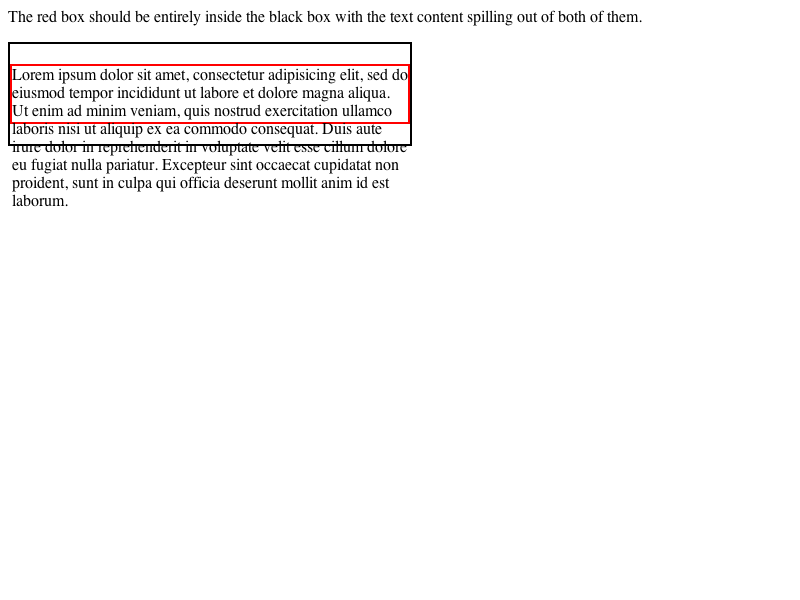 The red box should be entirely inside the black box with the text content spilling out of both of them.
Lorem ipsum dolor sit amet, consectetur adipisicing elit, sed do
eiusmod tempor incididunt ut labore et dolore magna aliqua.
Ut enim ad minim veniam, quis nostrud exercitation ullamco
laboris nisi ut aliquip ex ea commodo consequat. Duis aute
irure dolor in reprehenderit in voluptate velit esse cillum dolore
eu fugiat nulla pariatur. Excepteur sint occaecat cupidatat non
proident, sunt in culpa qui officia deserunt mollit anim id est
laborum.